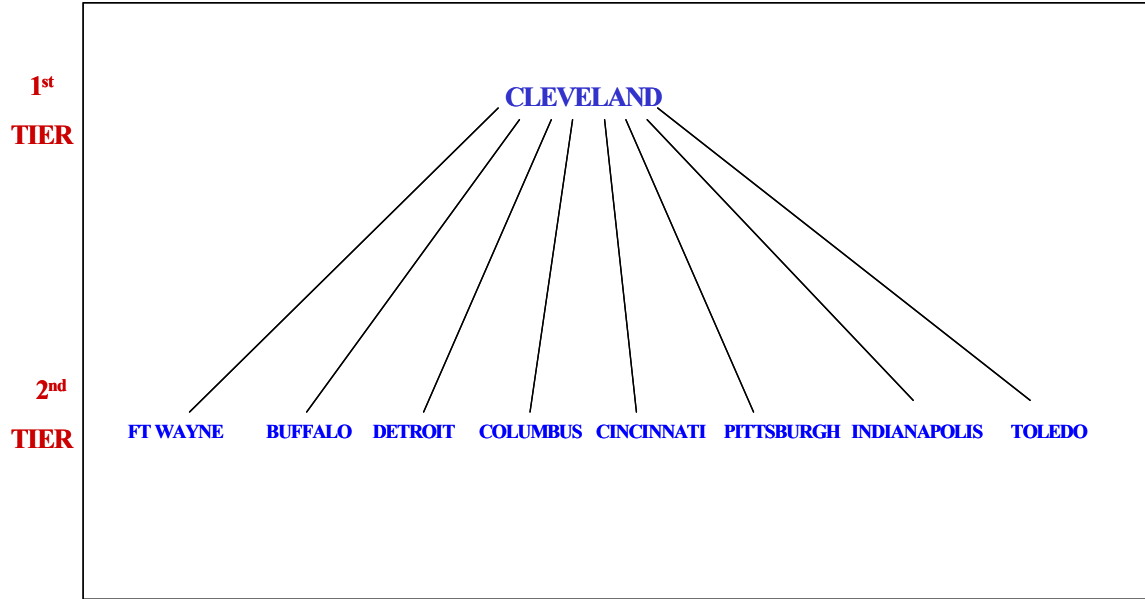 1st
TIER
CLEVELAND
2nd
TIER
FT WAYNE BUFFALO DETROIT COLUMBUS CINCINNATI PITTSBURGH INDIANAPOLIS TOLEDO